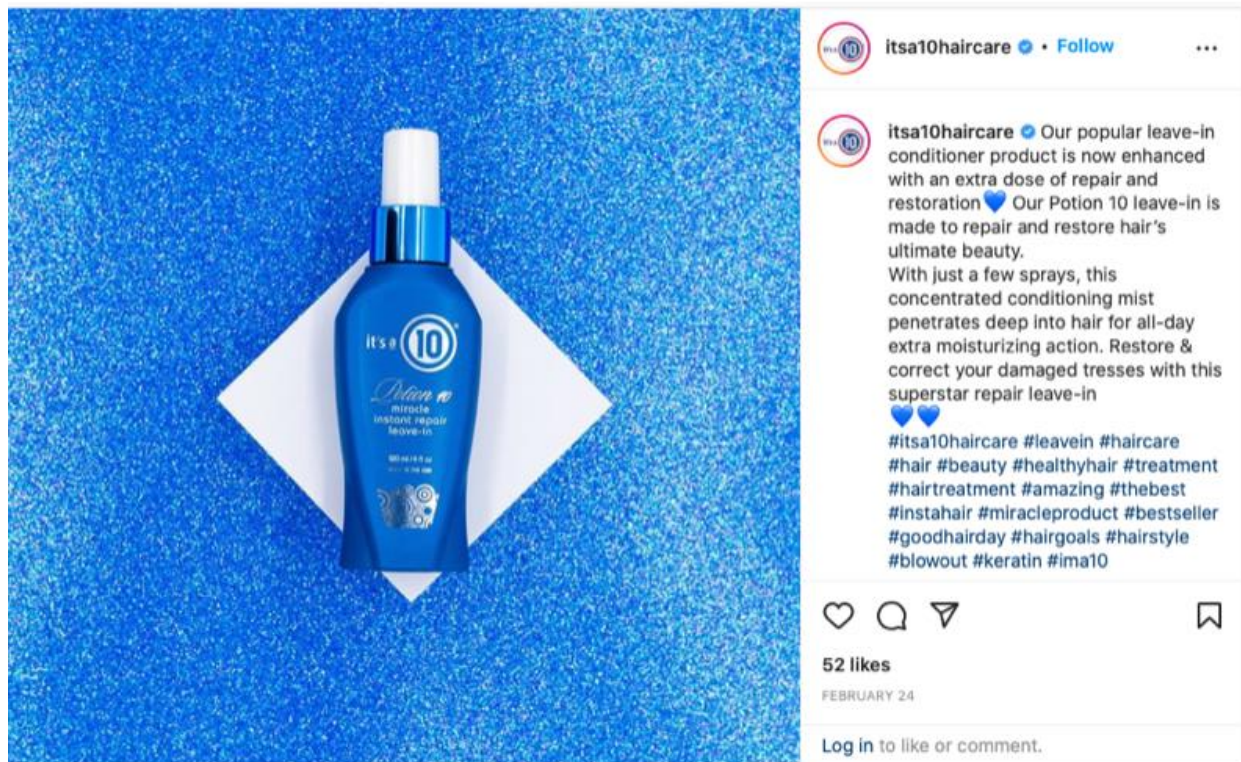 it's a 10
Potion 10
miracle
instant repair
leave-in
itsa10haircare • Follow
itsa10haircare Our popular leave-in
conditioner product is now enhanced
with an extra dose of repair and
restoration💙 Our Potion 10 leave-in is
made to repair and restore hair's
ultimate beauty.
With just a few sprays, this
concentrated conditioning mist
penetrates deep into hair for all-day
extra moisturizing action. Restore &
correct your damaged tresses with this
superstar repair leave-in
💙💙
#itsa10haircare #leavein #haircare
#hair #beauty #healthyhair #treatment
#hairtreatment #amazing #thebest
#instahair #miracleproduct #bestseller
#goodhairday #hairgoals #hairstyle
#blowout #keratin #ima10
52 likes
FEBRUARY 24
Log in to like or comment.